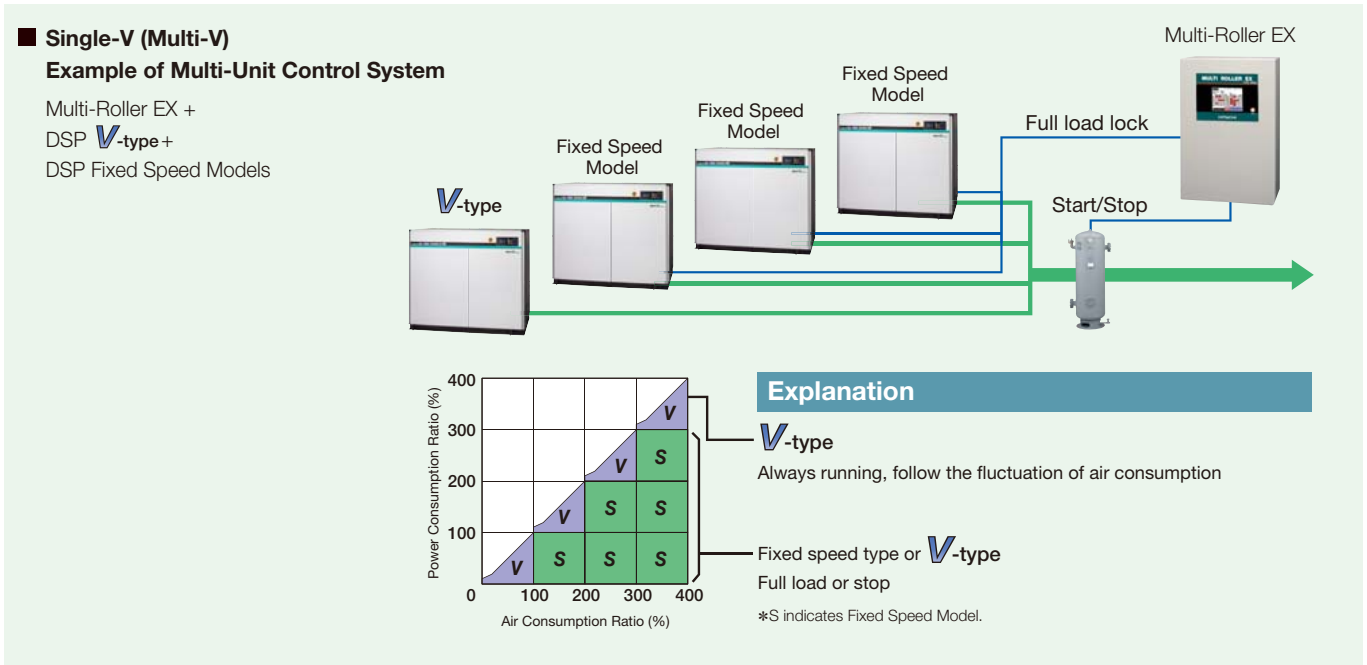 ■ Single-V (Multi-V)
Example of Multi-Unit Control System
Multi-Roller EX +
DSP V-type +
DSP Fixed Speed Models
Multi-Roller EX
MULTI ROLLER EX
Fixed Speed
Model
Fixed Speed
Model
Fixed Speed
Model
V-type
Full load lock
Start/Stop
Power Consumption Ratio (%)
400
300
200
100
0
100
200
300
400
Air Consumption Ratio (%)
V
V
S
V
S
S
V
S
S
S
Explanation
V-type
Always running, follow the fluctuation of air consumption
Fixed speed type or V-type
Full load or stop
*S indicates Fixed Speed Model.